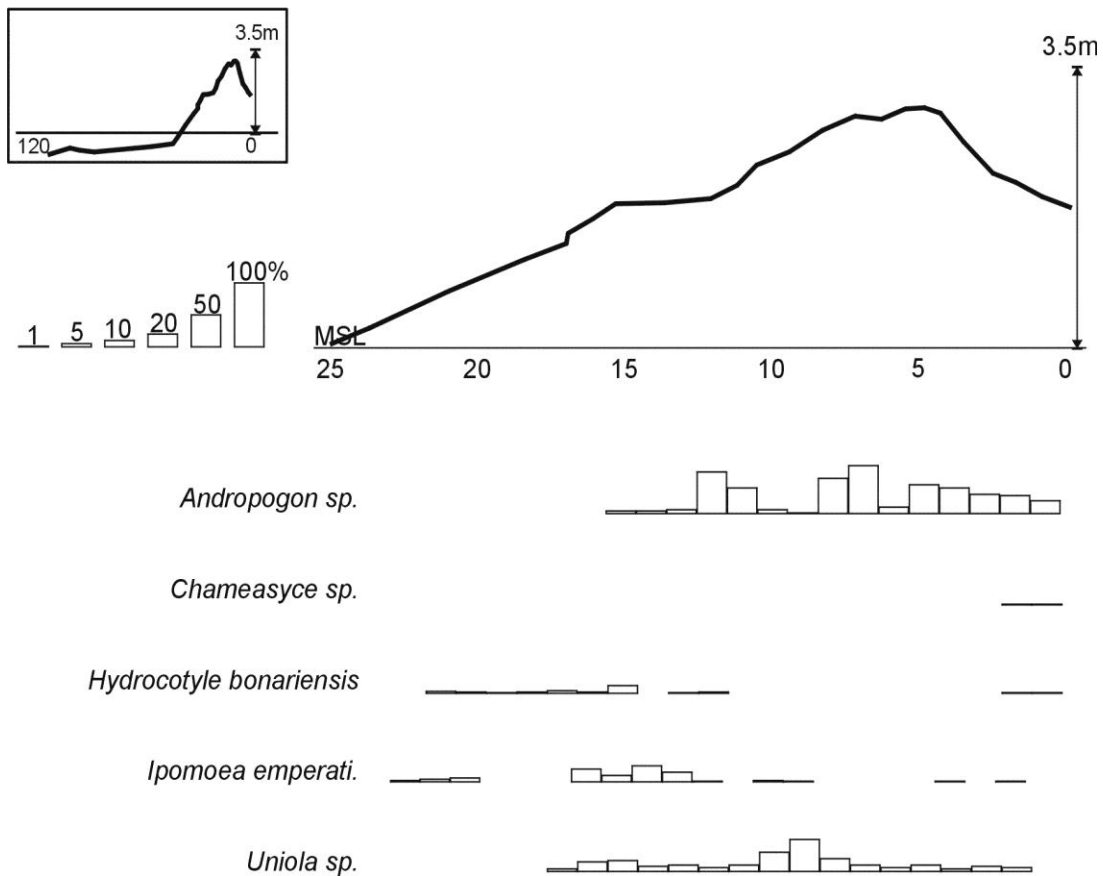 3.5m
120 0
3.5m
1 5 10 20 50 100%
MSL
25 20 15 10 5 0
Andropogon sp.
Chameasyce sp.
Hydrocotyle bonariensis
Ipomoea emperati.
Uniola sp.